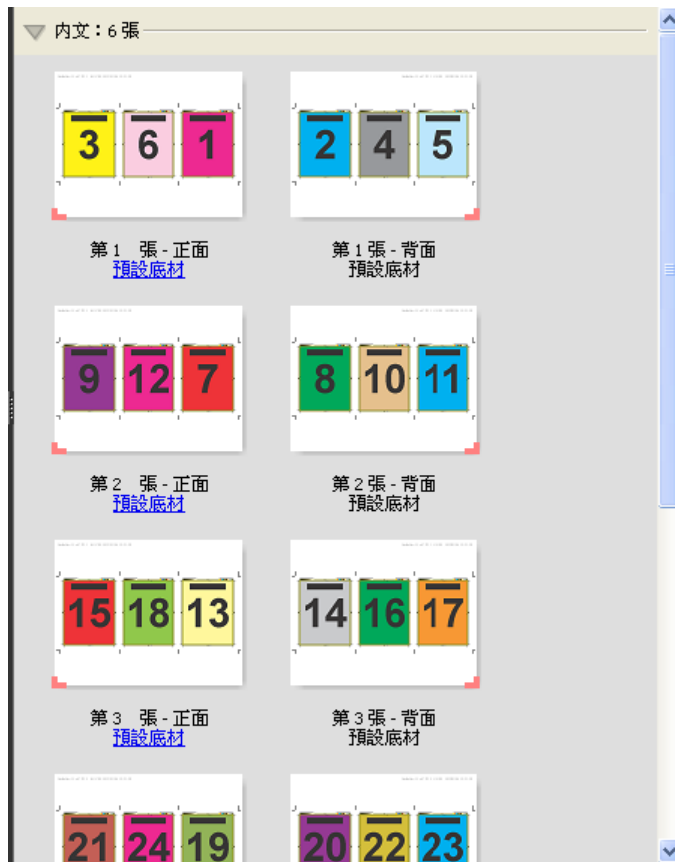 內文：6 張
3 6 1
2 4 5
第 1 張 - 正面
預設底材
第 1 張 - 背面
預設底材
9 12 7
8 10 11
第 2 張 - 正面
預設底材
第 2 張 - 背面
預設底材
15 18 13
14 16 17
第 3 張 - 正面
預設底材
第 3 張 - 背面
預設底材
21 24 19
20 22 23